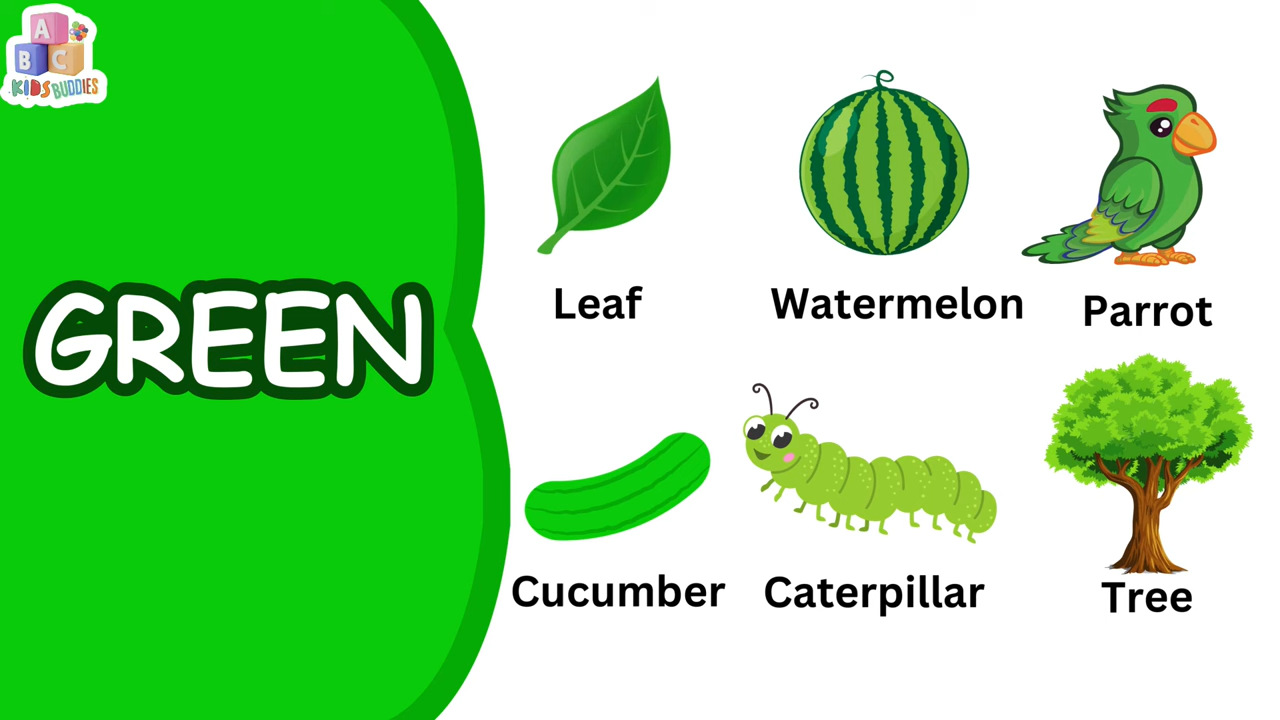 A
B C
KIDS BUDDIES
GREEN
Leaf
Watermelon
Parrot
Cucumber
Caterpillar
Tree